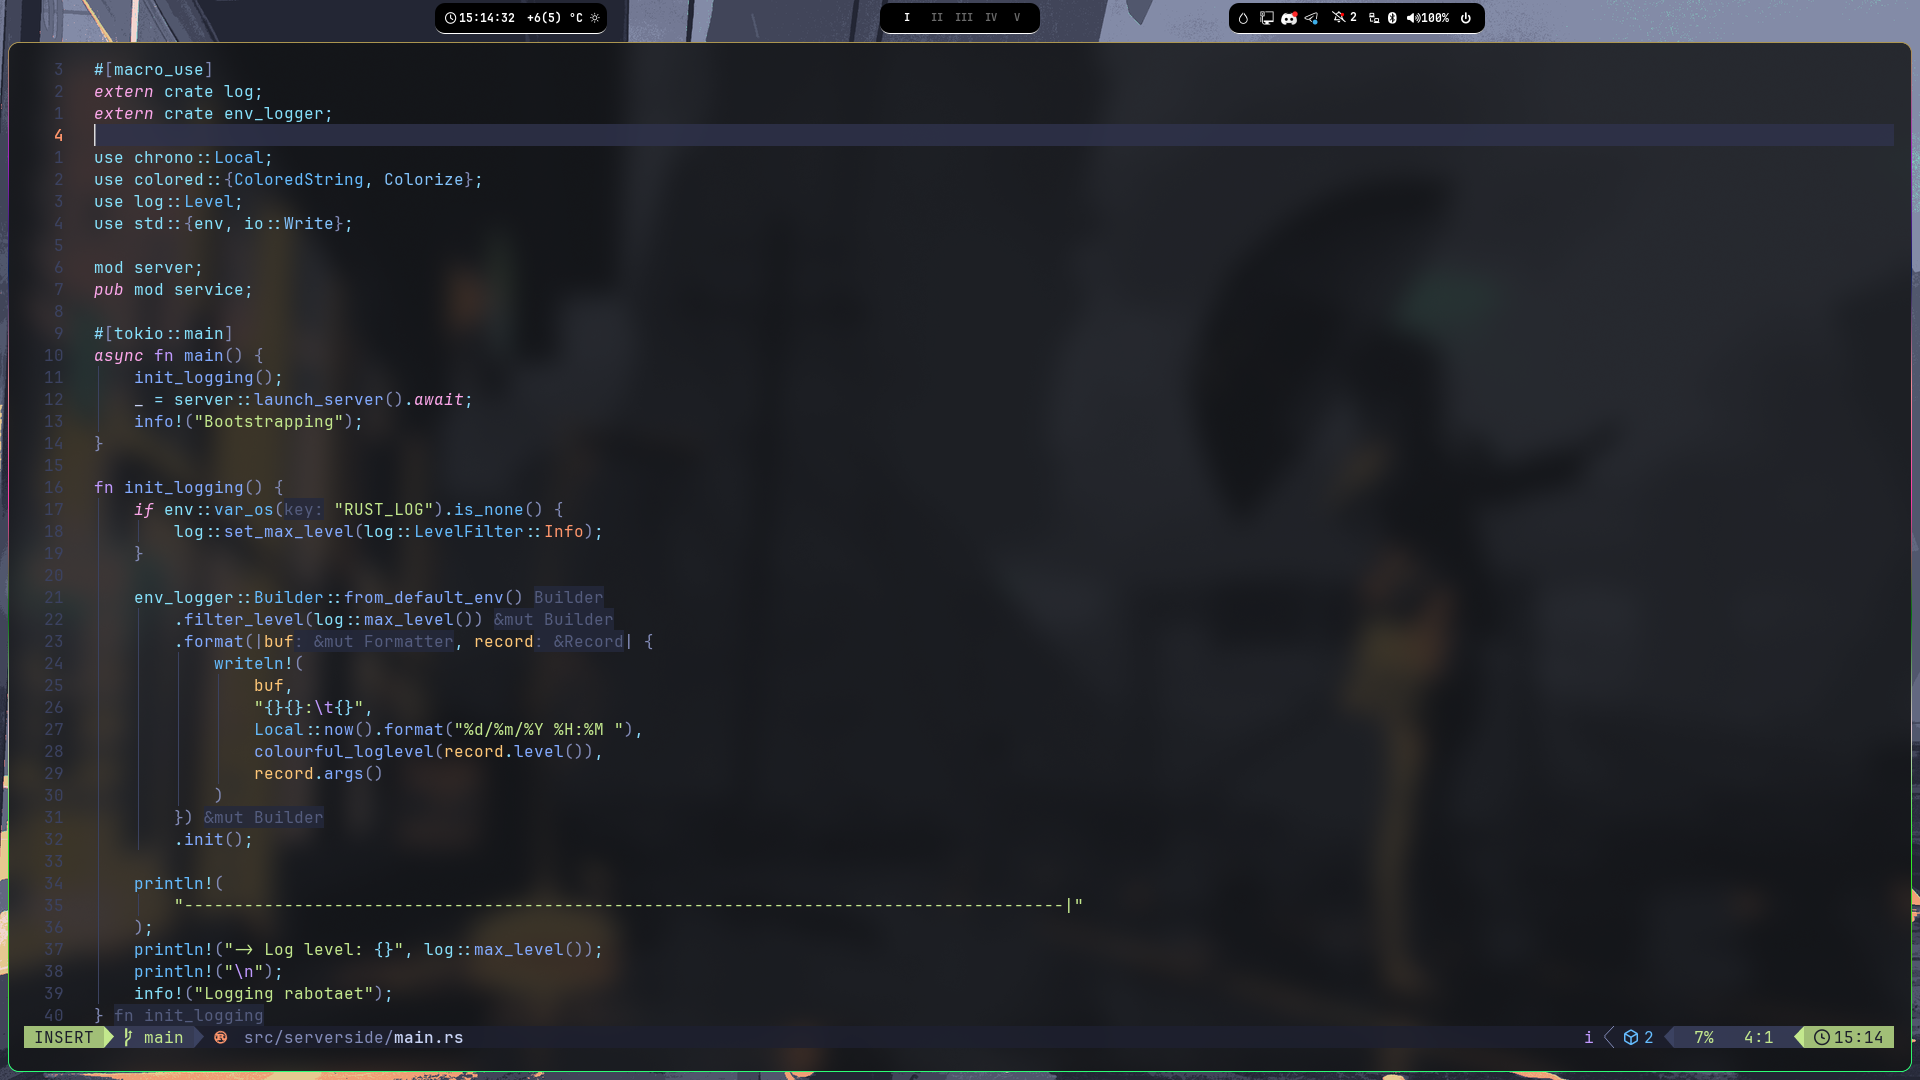 15:14:32 +6(5) °C
I II III IV V
2 100%
3 #[macro_use]
2 extern crate log;
1 extern crate env_logger;
4
1 use chrono::Local;
2 use colored::{ColoredString, Colorize};
3 use log::Level;
4 use std::{env, io::Write};
5
6 mod server;
7 pub mod service;
8
9 #[tokio::main]
10 async fn main() {
11 init_logging();
12 _ = server::launch_server().await;
13 info!("Bootstrapping");
14 }
15
16 fn init_logging() {
17 if env::var_os(key: "RUST_LOG").is_none() {
18 log::set_max_level(log::LevelFilter::Info);
19 }
20
21 env_logger::Builder::from_default_env() Builder
22 .filter_level(log::max_level()) &mut Builder
23 .format(|buf: &mut Formatter, record: &Record| {
24 writeln!(
25 buf,
26 "{}{}:\t{}",
27 Local::now().format("%d/%m/%Y %H:%M "),
28 colourful_loglevel(record.level()),
29 record.args()
30 )
31 }) &mut Builder
32 .init();
33
34 println!(
35 "----------------------------------------------------------------------------------------|"
36 );
37 println!("-> Log level: {}", log::max_level());
38 println!("\n");
39 info!("Logging rabotaet");
40 } fn init_logging
INSERT main src/serverside/main.rs i 2 7% 4:1 15:14